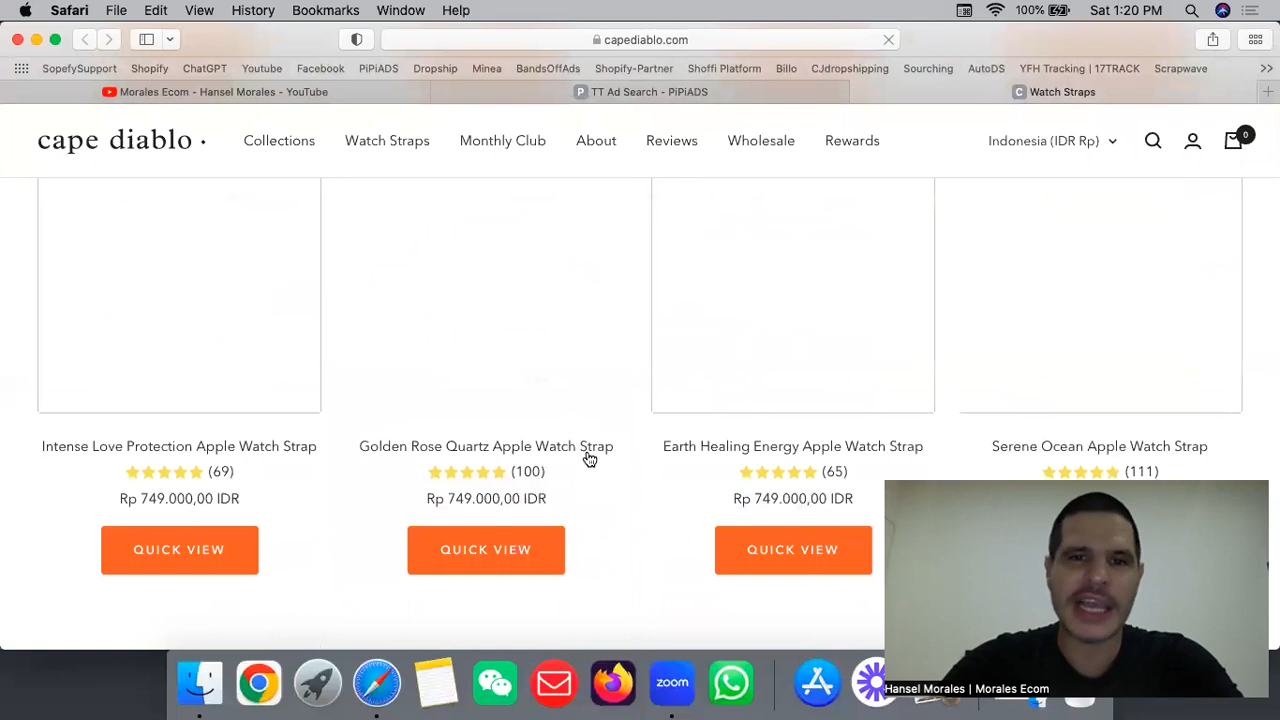 Safari File Edit View History Bookmarks Window Help 100% Sat 1:20 PM
capediablo.com
SopefySupport Shopify ChatGPT Youtube Facebook PiPiADS Dropship Minea BandsOfAds Shopify-Partner Shoffi Platform Billo CJdropshipping Sourching AutoDS YFH Tracking | 17TRACK Scrapwave
Morales Ecom - Hansel Morales - YouTube P TT Ad Search - PiPiADS C Watch Straps
cape diablo · Collections Watch Straps Monthly Club About Reviews Wholesale Rewards Indonesia (IDR Rp) 0
Intense Love Protection Apple Watch Strap Golden Rose Quartz Apple Watch Strap Earth Healing Energy Apple Watch Strap Serene Ocean Apple Watch Strap
(69) (100) (65) (111)
Rp 749.000,00 IDR Rp 749.000,00 IDR Rp 749.000,00 IDR
QUICK VIEW QUICK VIEW QUICK VIEW
zoom
Hansel Morales | Morales Ecom